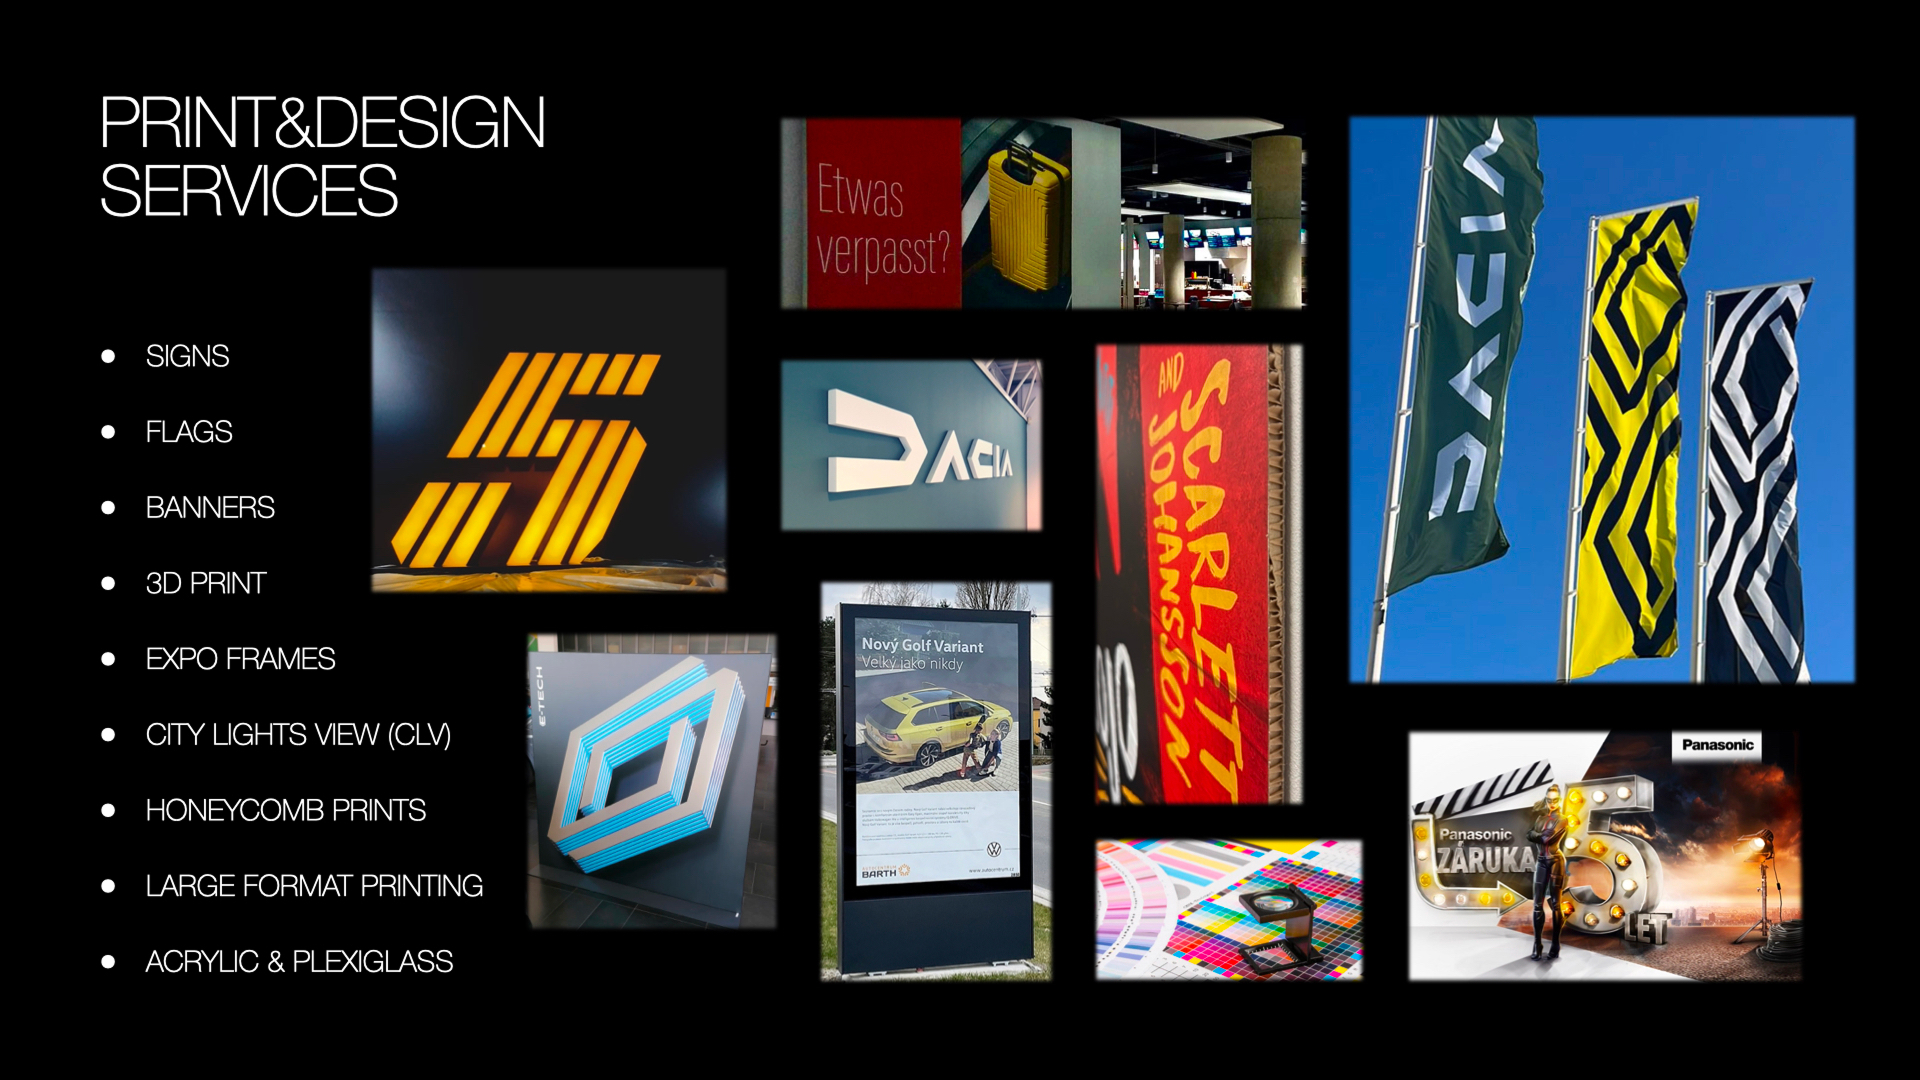 PRINT&DESIGN
SERVICES
SIGNS
FLAGS
BANNERS
3D PRINT
EXPO FRAMES
CITY LIGHTS VIEW (CLV)
HONEYCOMB PRINTS
LARGE FORMAT PRINTING
ACRYLIC & PLEXIGLASS
E-TECH
Etwas
verpasst?
DACIA
Nový Golf Variant
Velký jako nikdy
BARTH
AND
SCARLETT
JOHANSSON
DACIA
Panasonic
Panasonic
ZÁRUKA
5
LET